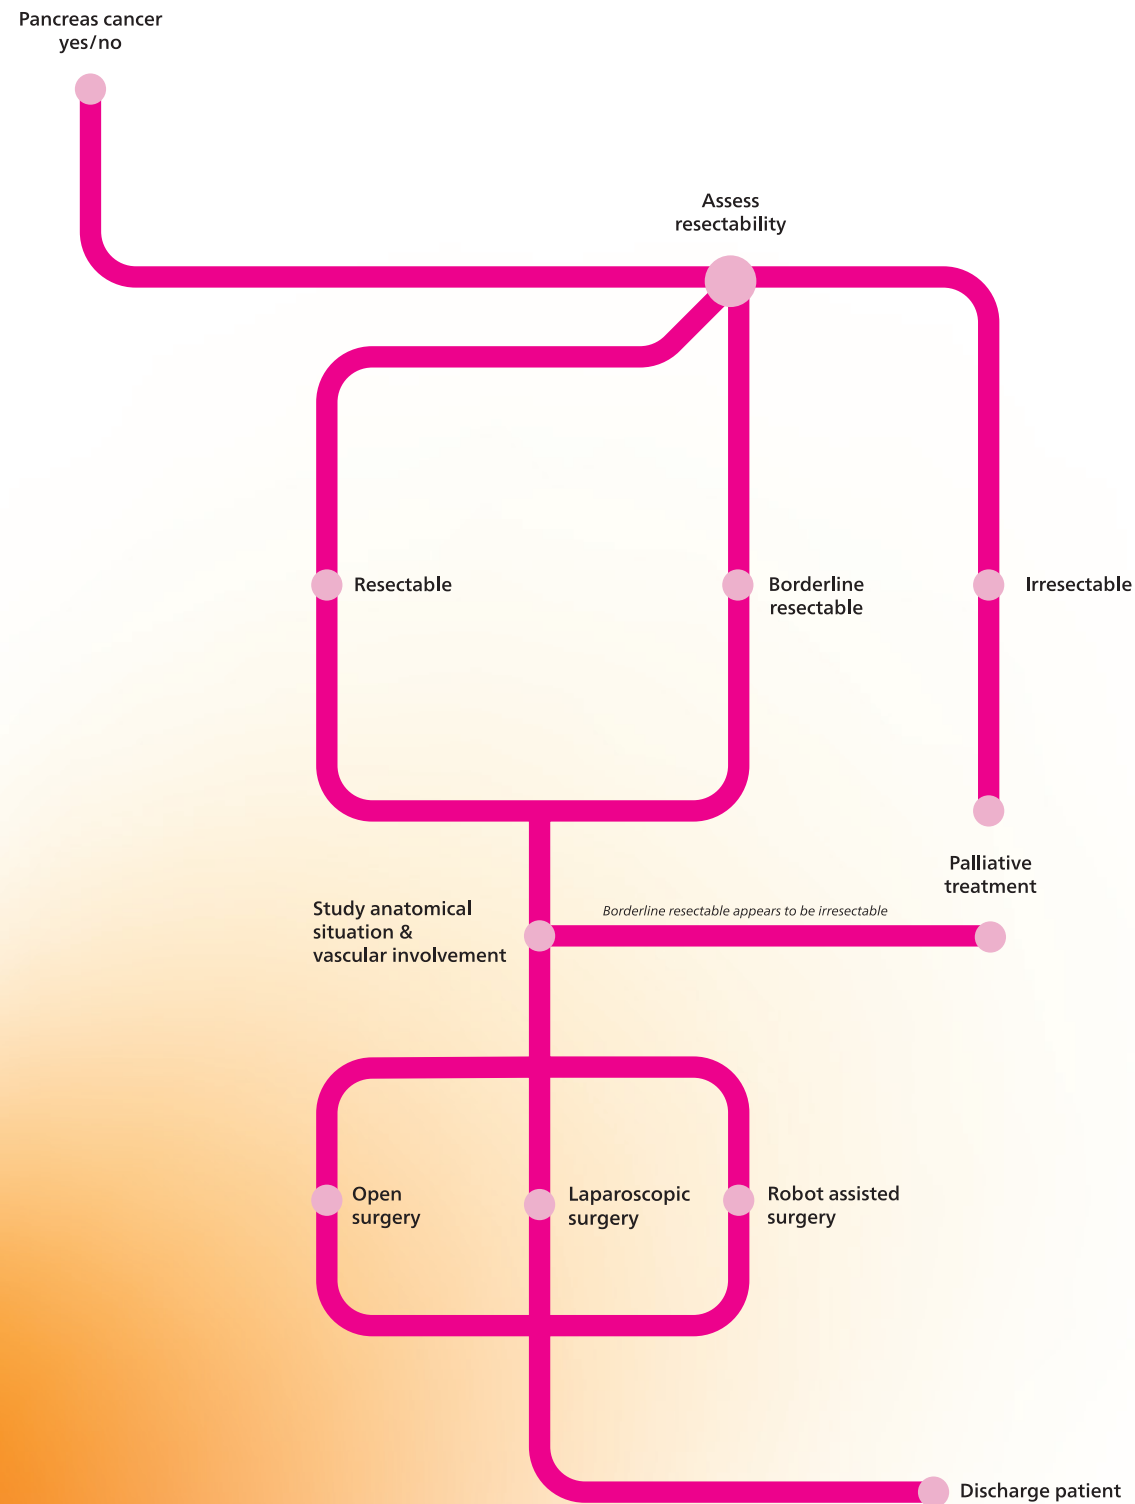 Pancreas cancer
yes/no
Assess
resectability
Resectable
Borderline
resectable
Irresectable
Palliative
treatment
Study anatomical
situation &
vascular involvement
Borderline resectable appears to be irresectable
Open
surgery
Laparoscopic
surgery
Robot assisted
surgery
Discharge patient